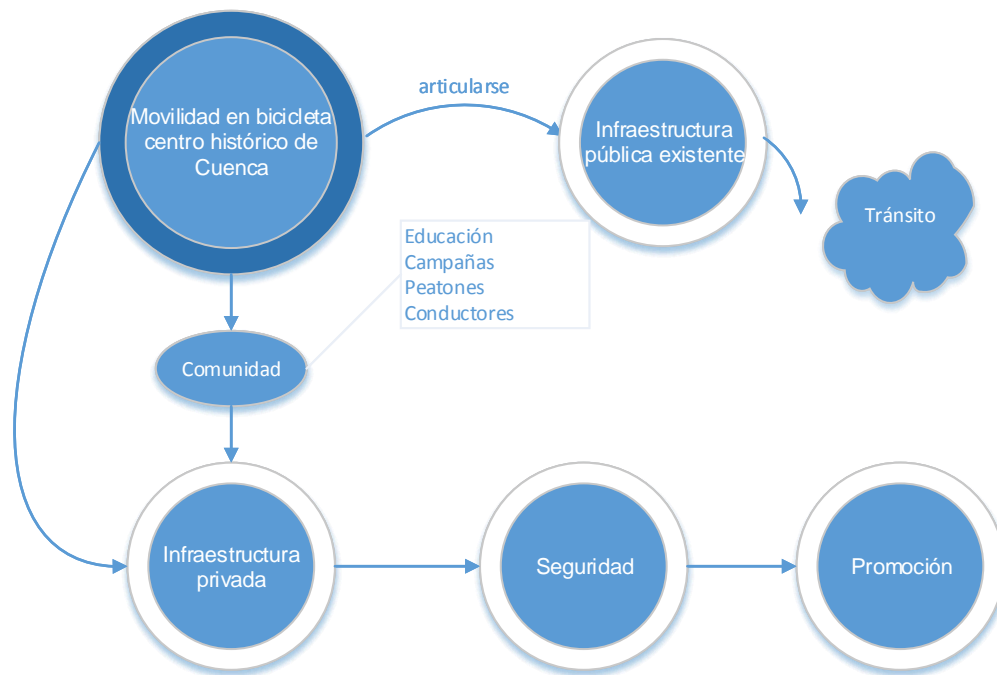 Movilidad en bicicleta
centro histórico de
Cuenca
articularse
Infraestructura
pública existente
Tránsito
Educación
Campañas
Peatones
Conductores
Comunidad
Infraestructura
privada
Seguridad
Promoción